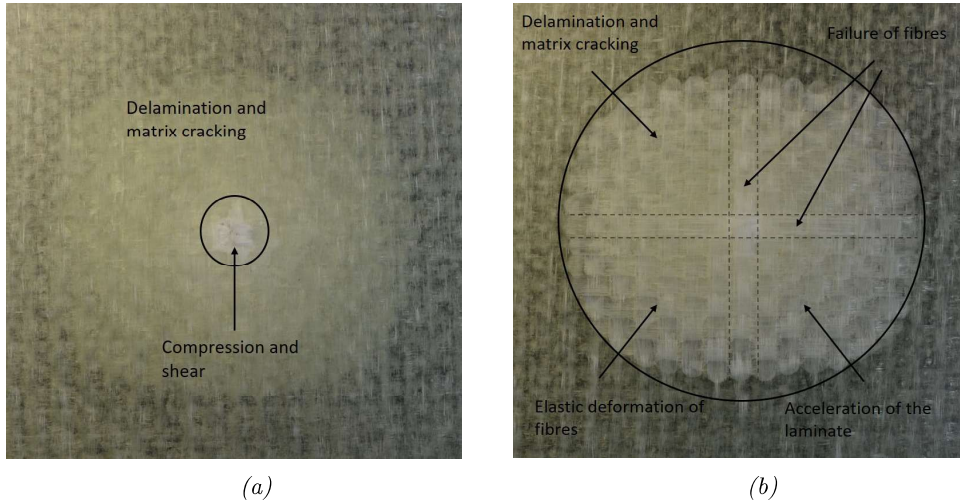 Delamination and
matrix cracking
Compression and
shear
(a)
Delamination and
matrix cracking
Failure of fibres
Elastic deformation of
fibres
Acceleration of the
laminate
(b)